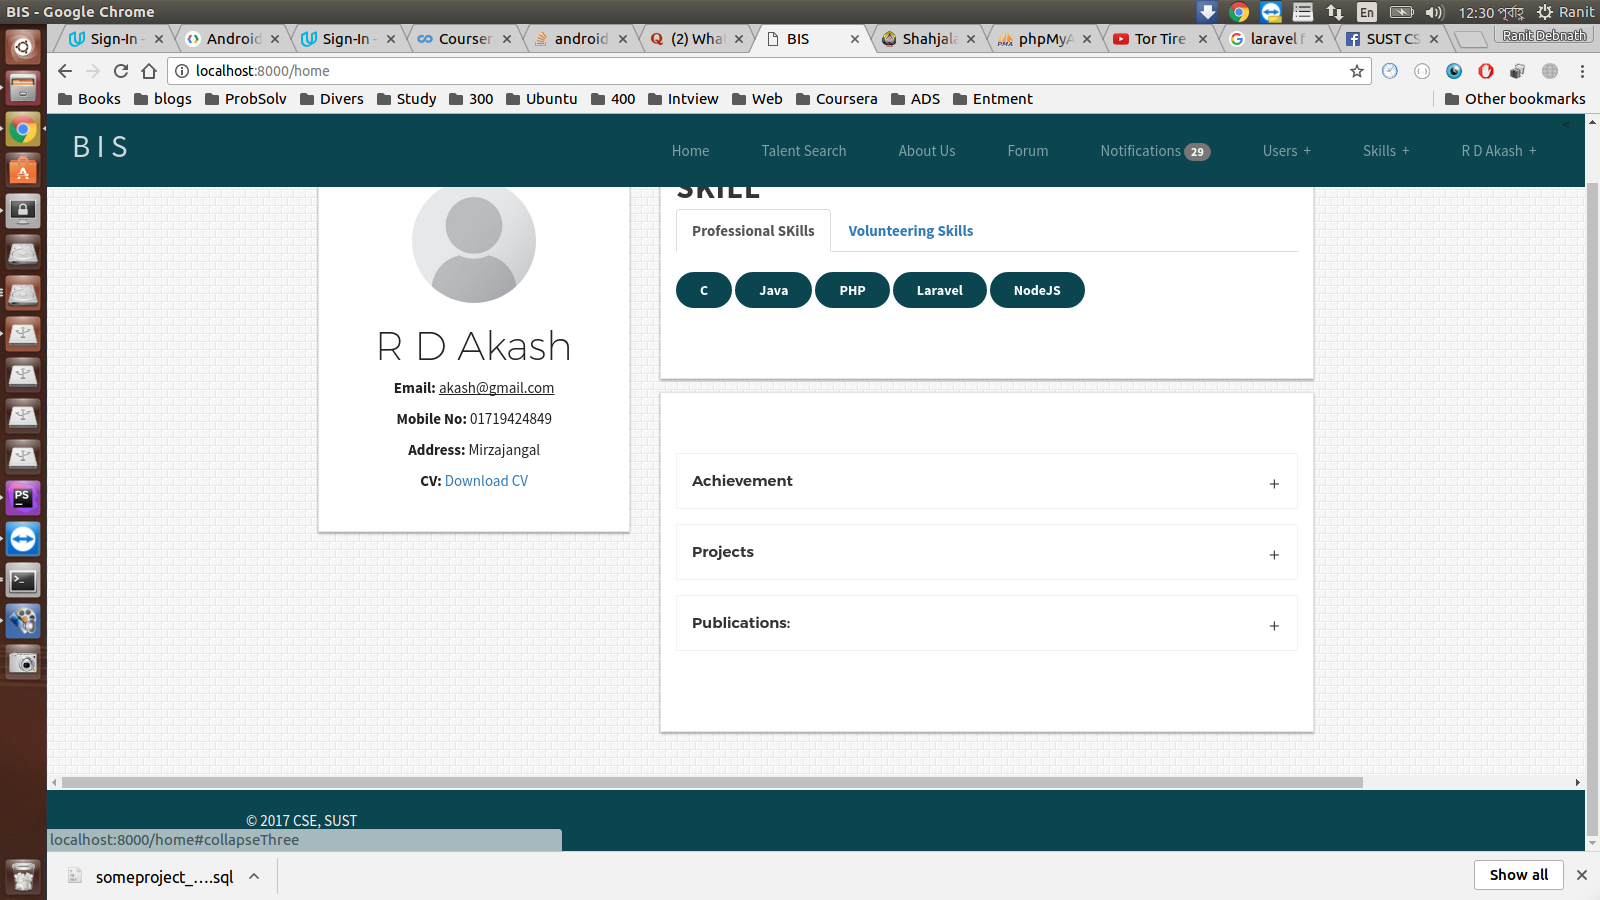 BIS - Google Chrome
En
12:30 পূর্বাহ্ণ
Ranit
Sign-In -
Android
Sign-In -
Courser
android
(2) What
BIS
Shahjala
phpMyA
Tor Tire
laravel f
SUST CS
Ranit Debnath
localhost:8000/home
Books
blogs
ProbSolv
Divers
Study
300
Ubuntu
400
Intview
Web
Coursera
ADS
Entment
Other bookmarks
BIS
Home
Talent Search
About Us
Forum
Notifications 29
Users +
Skills +
R D Akash +
SKILL
Professional SKills
Volunteering Skills
C
Java
PHP
Laravel
NodeJS
R D Akash
Email: akash@gmail.com
Mobile No: 01719424849
Address: Mirzajangal
CV: Download CV
Achievement +
Projects +
Publications: +
© 2017 CSE, SUST
localhost:8000/home#collapseThree
someproject_....sql
Show all